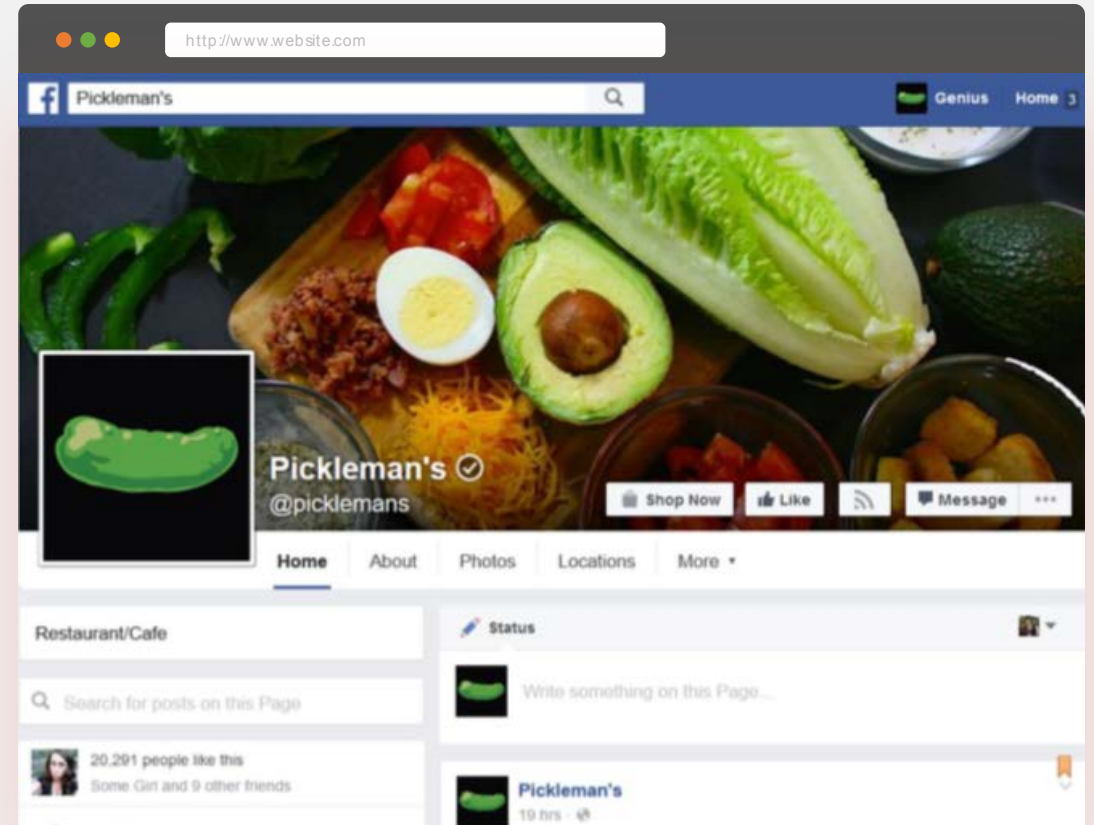 http://www.website.com
Pickleman's
Genius Home 3
Pickleman's
@picklemans
Shop Now Like Message
Home About Photos Locations More
Restaurant/Cafe
Status
Search for posts on this Page
Write something on this Page...
20,291 people like this
Some Girl and 9 other friends
Pickleman's
19 hrs ·